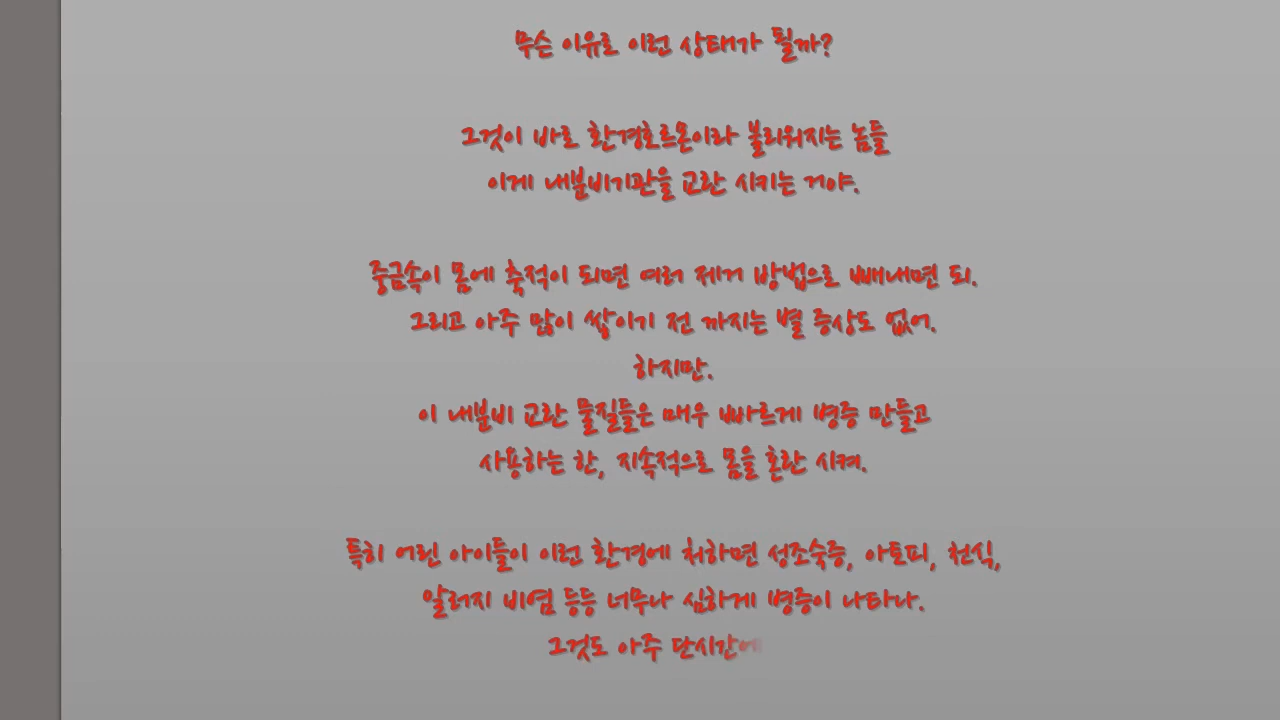 무슨 이유로 이런 상태가 될까?
그것이 바로 환경호르몬이라 불리워지는 놈들
이게 내분비기관을 교란 시키는 거야.
중금속이 몸에 축적이 되면 여러 제거 방법으로 빼내면 되.
그리고 아주 많이 쌓이기 전 까지는 별 증상도 없어.
하지만.
이 내분비 교란 물질들은 매우 빠르게 병증 만들고
사용하는 한, 지속적으로 몸을 혼란 시켜.
특히 어린 아이들이 이런 환경에 처하면 성조숙증, 아토피, 천식,
알러지 비염 등등 너무나 심하게 병증이 나타나.
그것도 아주 단시간에